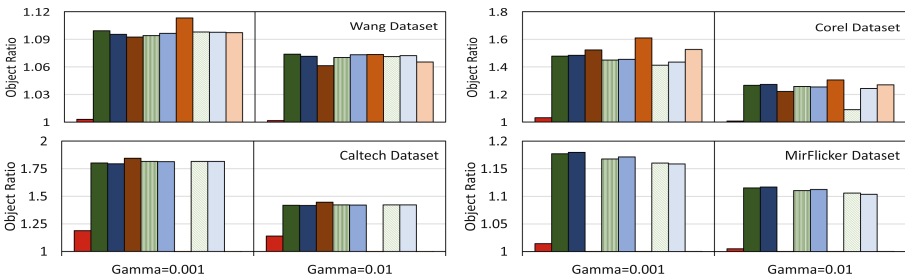 Object Ratio
1.12
1.09
1.06
1.03
1
Wang Dataset
Object Ratio
1.8
1.6
1.4
1.2
1
Corel Dataset
Object Ratio
2
1.75
1.5
1.25
1
Caltech Dataset
Gamma=0.001
Gamma=0.01
Object Ratio
1.2
1.15
1.1
1.05
1
MirFlicker Dataset
Gamma=0.001
Gamma=0.01